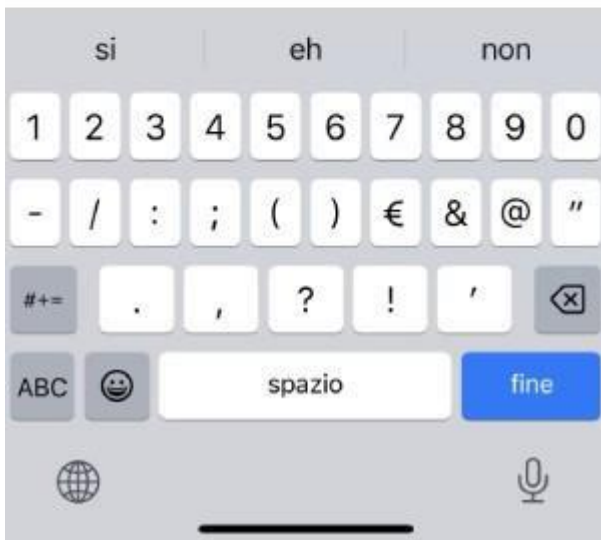 si eh non
1 2 3 4 5 6 7 8 9 0
- / : ; ( ) € & @ "
#+= . , ? ! '
ABC spazio fine